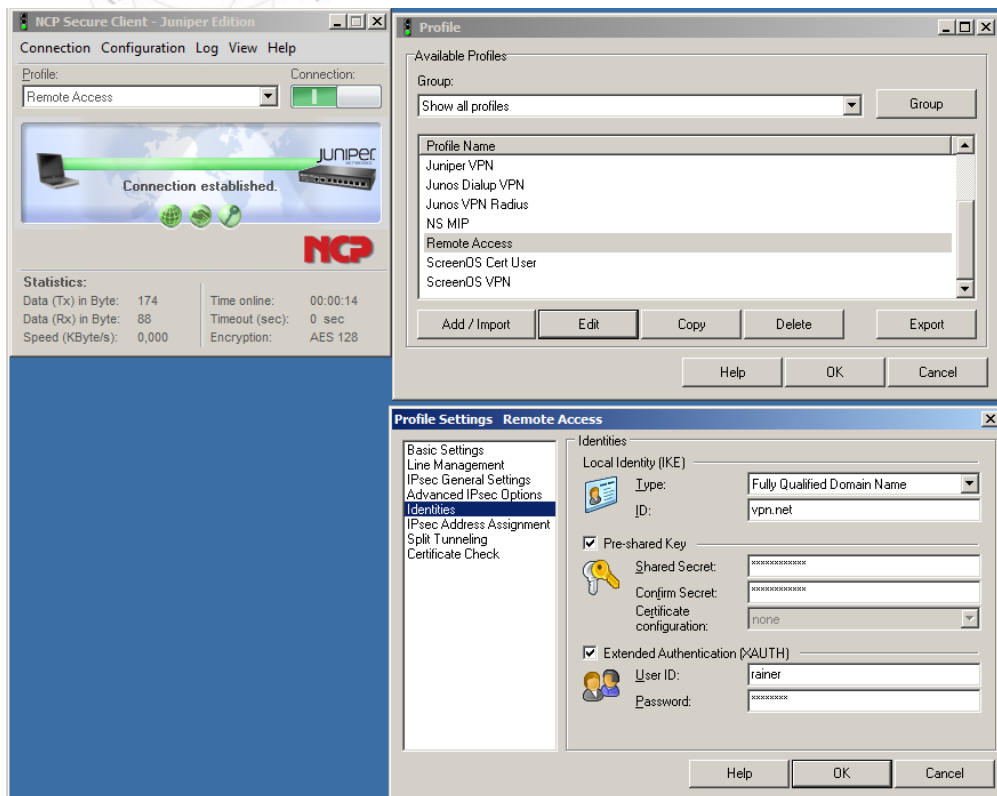 NCP Secure Client - Juniper Edition
Connection Configuration Log View Help
Profile: Connection:
Remote Access
JUNIPER
NETWORKS
Connection established.
NCP
Statistics:
Data (Tx) in Byte: 174 Time online: 00:00:14
Data (Rx) in Byte: 88 Timeout (sec): 0 sec
Speed (KByte/s): 0,000 Encryption: AES 128
Profile
Available Profiles
Group:
Show all profiles Group
Profile Name
Juniper VPN
Junos Dialup VPN
Junos VPN Radius
NS MIP
Remote Access
ScreenOS Cert User
ScreenOS VPN
Add / Import Edit Copy Delete Export
Help OK Cancel
Profile Settings Remote Access
Basic Settings
Line Management
IPsec General Settings
Advanced IPsec Options
Identities
IPsec Address Assignment
Split Tunneling
Certificate Check
Identities
Local Identity (IKE)
Type: Fully Qualified Domain Name
ID: vpn.net
Pre-shared Key
Shared Secret: xxxxxxxxxxxx
Confirm Secret: xxxxxxxxxxxx
Certificate
configuration: none
Extended Authentication (XAUTH)
User ID: rainer
Password: xxxxxxxx
Help OK Cancel